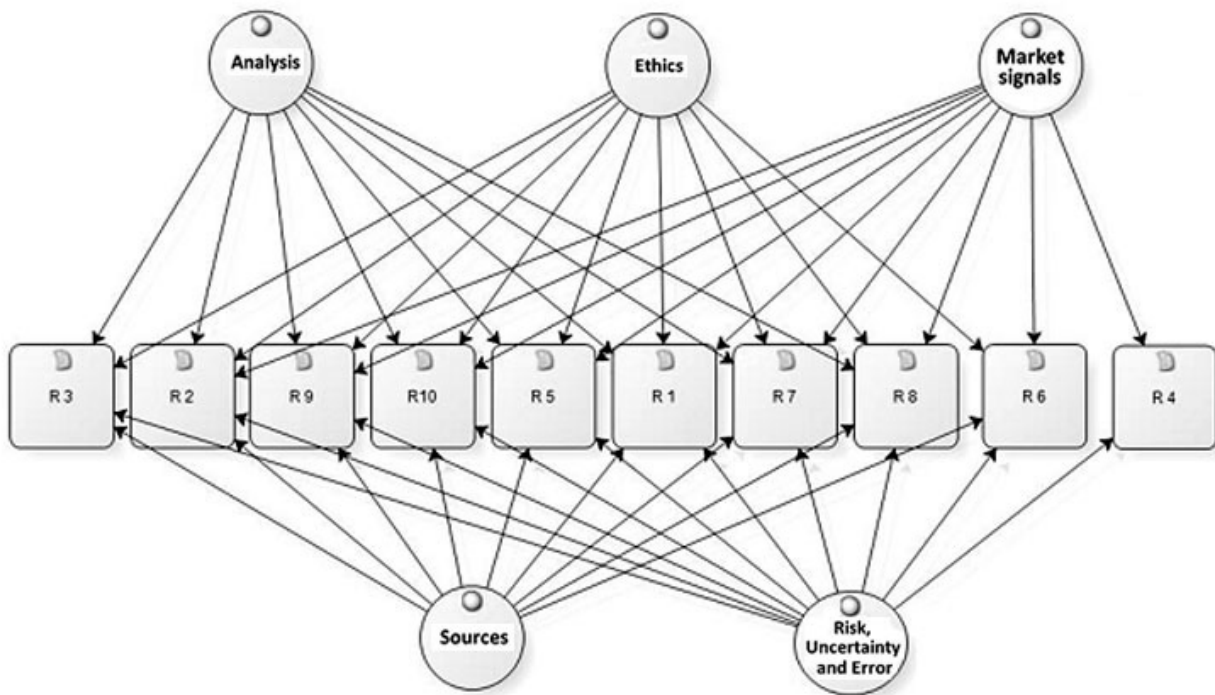 Analysis
Ethics
Market
signals
R 3
R 2
R 9
R10
R 5
R 1
R 7
R 8
R 6
R 4
Sources
Risk,
Uncertainty
and Error